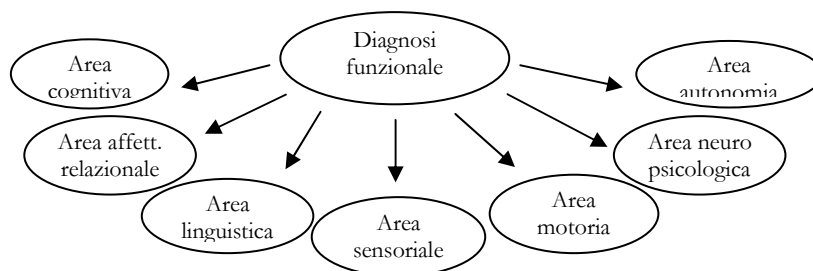 Diagnosi
funzionale
Area
cognitiva
Area
autonomia
Area affett.
relazionale
Area neuro
psicologica
Area
linguistica
Area
sensoriale
Area
motoria